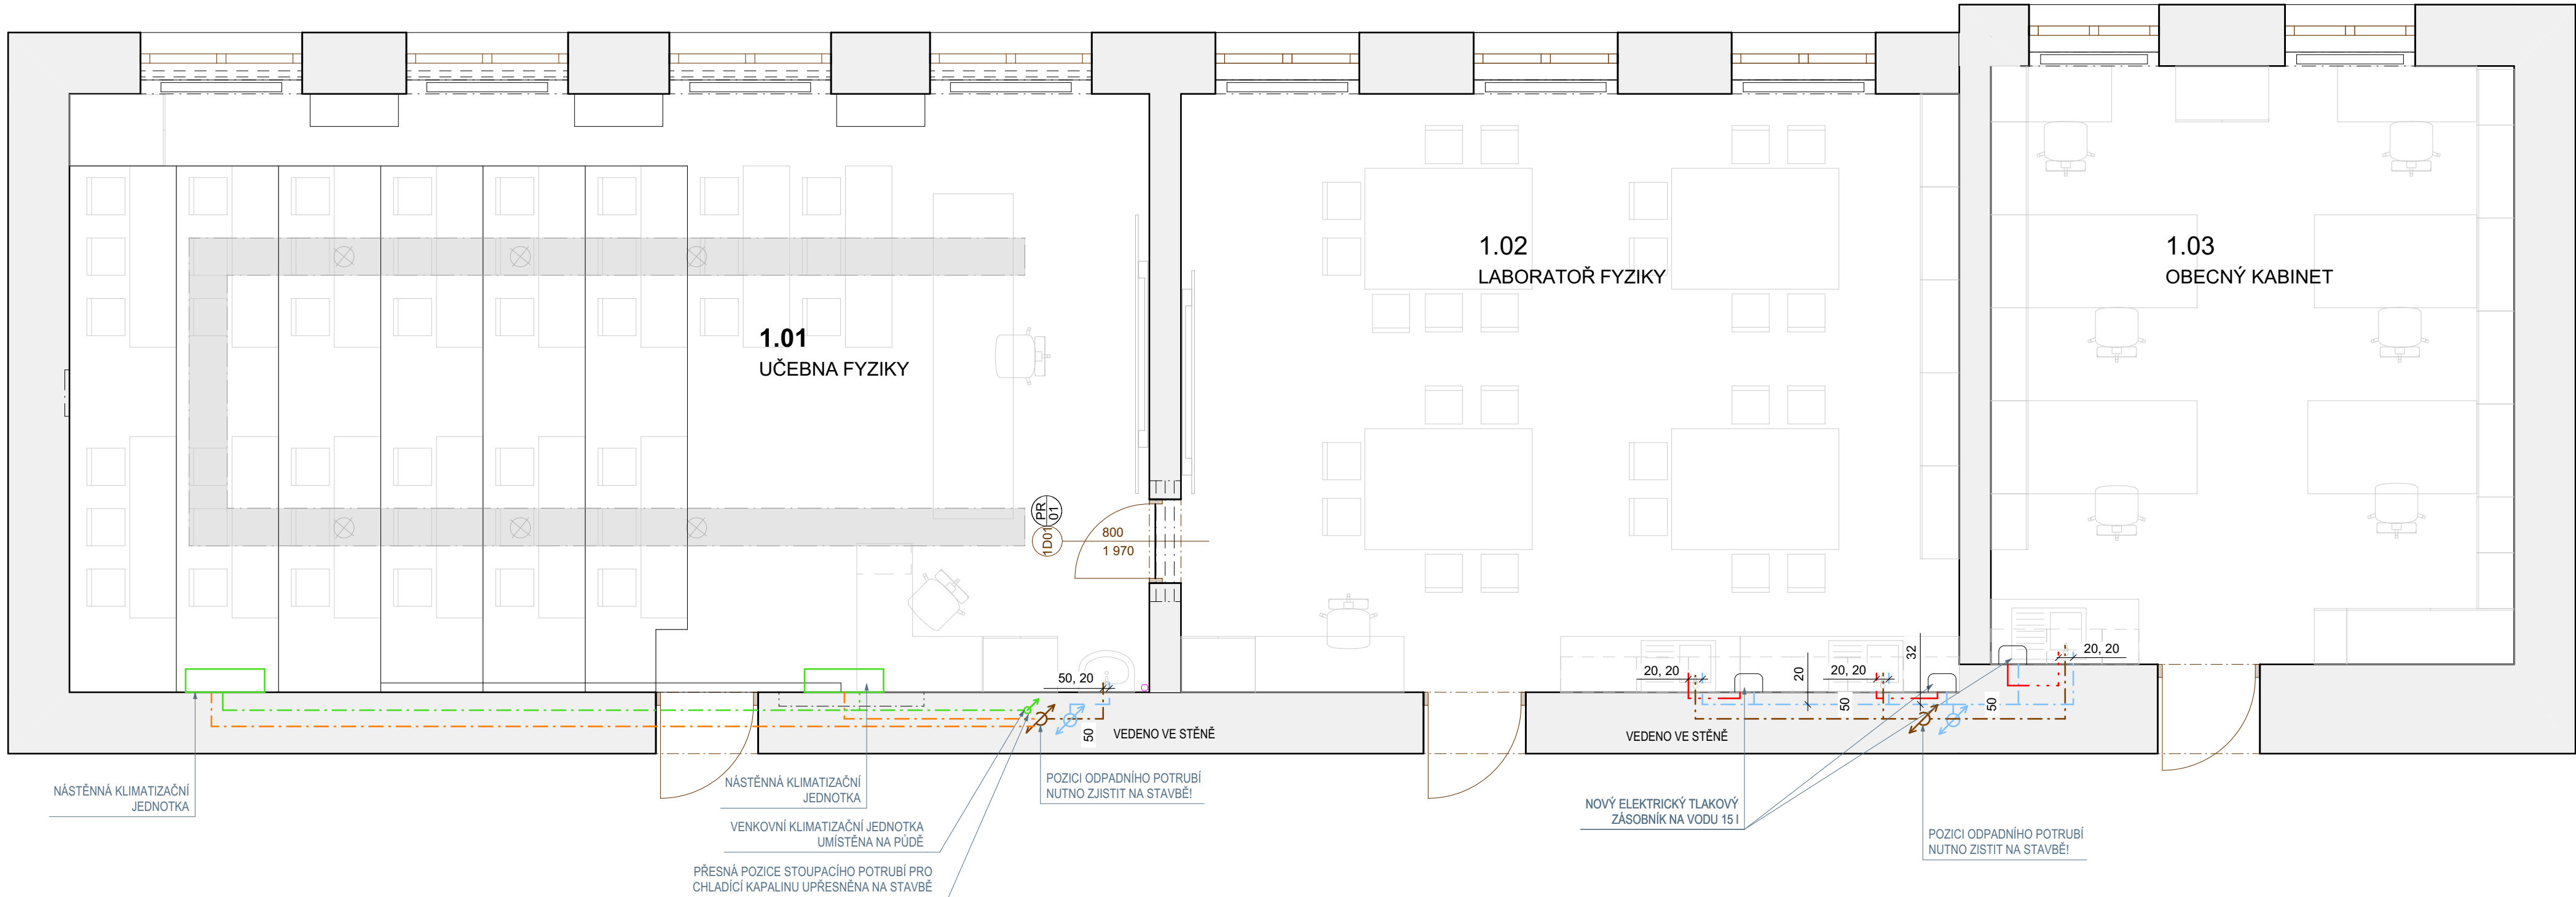 1.01
UČEBNA FYZIKY
1.02
LABORATOŘ FYZIKY
1.03
OBECNÝ KABINET
PR
01
1D01
800
1 970
50, 20
50
VEDENO VE STĚNĚ
20, 20
20
20, 20
32
50
50
20, 20
VEDENO VE STĚNĚ
NÁSTĚNNÁ KLIMATIZAČNÍ
JEDNOTKA
NÁSTĚNNÁ KLIMATIZAČNÍ
JEDNOTKA
VENKOVNÍ KLIMATIZAČNÍ JEDNOTKA
UMÍSTĚNA NA PŮDĚ
PŘESNÁ POZICE STOUPACÍHO POTRUBÍ PRO
CHLADÍCÍ KAPALINU UPŘESNĚNA NA STAVBĚ
POZICI ODPADNÍHO POTRUBÍ
NUTNO ZJISTIT NA STAVBĚ!
NOVÝ ELEKTRICKÝ TLAKOVÝ
ZÁSOBNÍK NA VODU 15 l
POZICI ODPADNÍHO POTRUBÍ
NUTNO ZISTIT NA STAVBĚ!